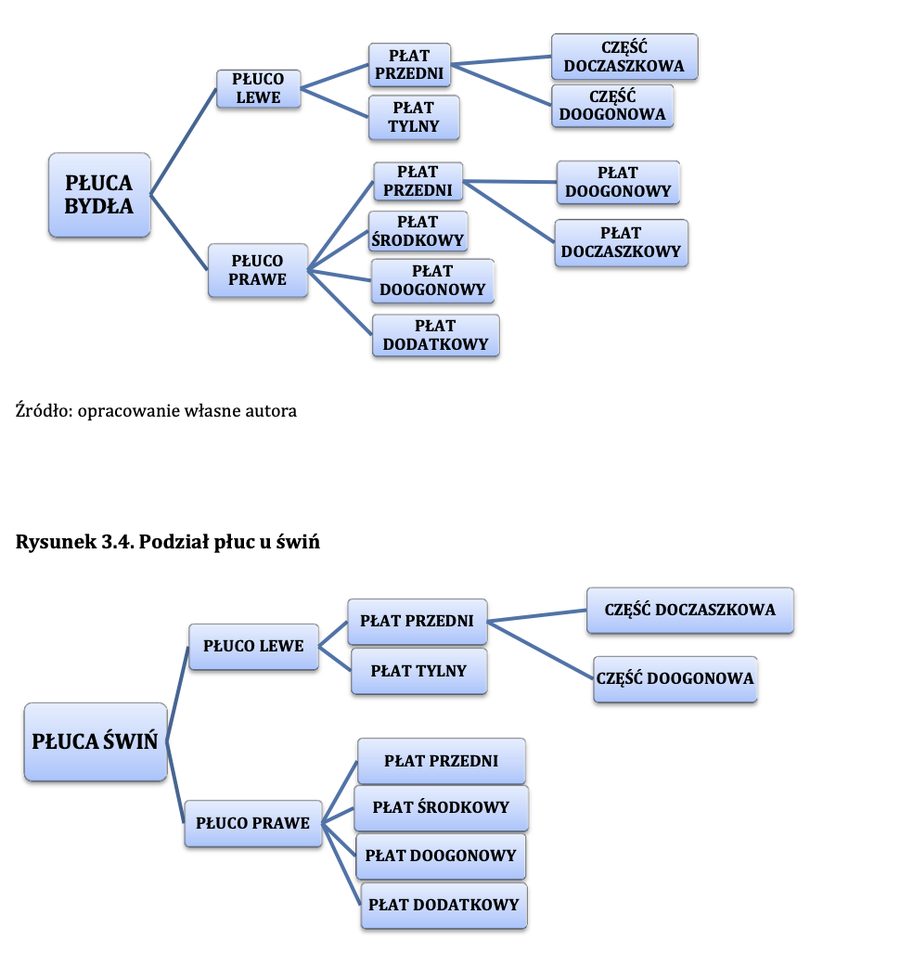 PŁUCA
BYDŁA
PŁUCO
LEWE
PŁAT
PRZEDNI
CZĘŚĆ
DOCZASZKOWA
CZĘŚĆ
DOOGONOWA
PŁAT
TYLNY
PŁUCO
PRAWE
PŁAT
PRZEDNI
PŁAT
DOOGONOWY
PŁAT
DOCZASZKOWY
PŁAT
ŚRODKOWY
PŁAT
DOOGONOWY
PŁAT
DODATKOWY
Źródło: opracowanie własne autora
Rysunek 3.4. Podział płuc u świń
PŁUCA ŚWIŃ
PŁUCO LEWE
PŁAT PRZEDNI
CZĘŚĆ DOCZASZKOWA
CZĘŚĆ DOOGONOWA
PŁAT TYLNY
PŁUCO PRAWE
PŁAT PRZEDNI
PŁAT ŚRODKOWY
PŁAT DOOGONOWY
PŁAT DODATKOWY